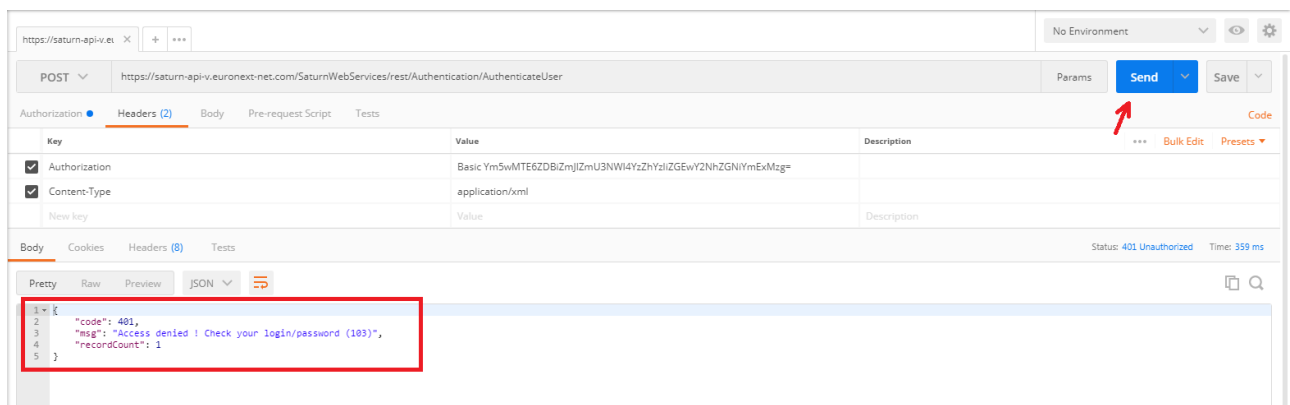 https://saturn-api-v.eu
No Environment
POST https://saturn-api-v.euronext-net.com/SaturnWebServices/rest/Authentication/AuthenticateUser Params Send Save
Authorization Headers (2) Body Pre-request Script Tests Code
Key Value Description Bulk Edit Presets
Authorization Basic Ym5wMTE6ZDBiZmJlZmU3NWI4YzZhYzliZGEwY2NhZGNiYmExMzg=
Content-Type application/xml
New key Value Description
Body Cookies Headers (8) Tests Status: 401 Unauthorized Time: 359 ms
Pretty Raw Preview JSON
1 {
2 "code": 401,
3 "msg": "Access denied ! Check your login/password (103)",
4 "recordCount": 1
5 }